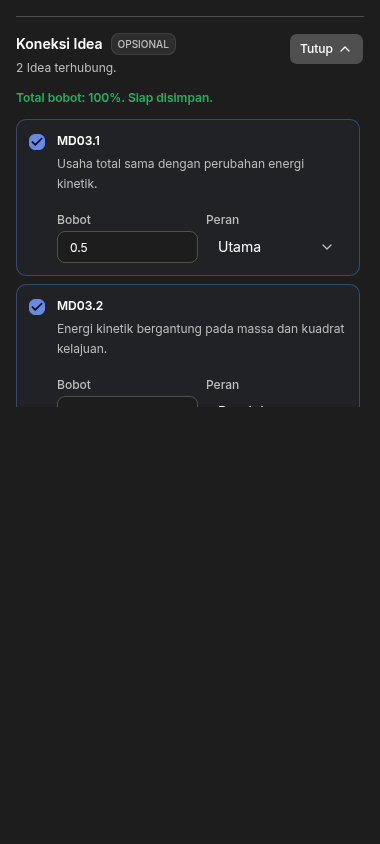 Koneksi Idea OPSIONAL
Tutup
2 Idea terhubung.
Total bobot: 100%. Siap disimpan.
MD03.1
Usaha total sama dengan perubahan energi
kinetik.
Bobot Peran
0.5 Utama
MD03.2
Energi kinetik bergantung pada massa dan kuadrat
kelajuan.
Bobot Peran